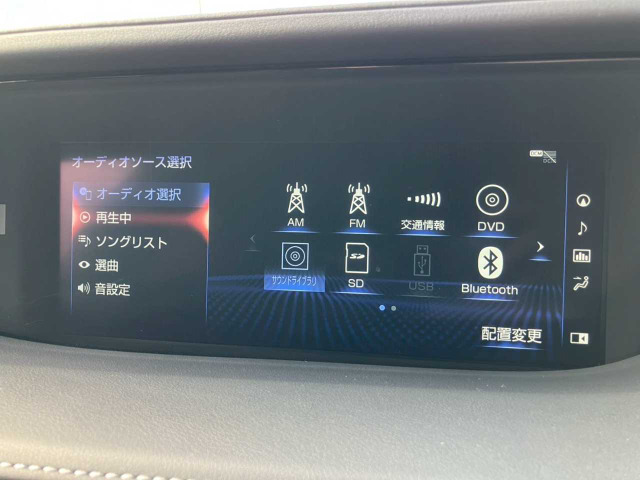 オーディオソース選択
オーディオ選択
再生中
ソングリスト
選曲
音設定
AM
FM
交通情報
DVD
サウンドライブラリ
SD
USB
Bluetooth
配置変更
DCM